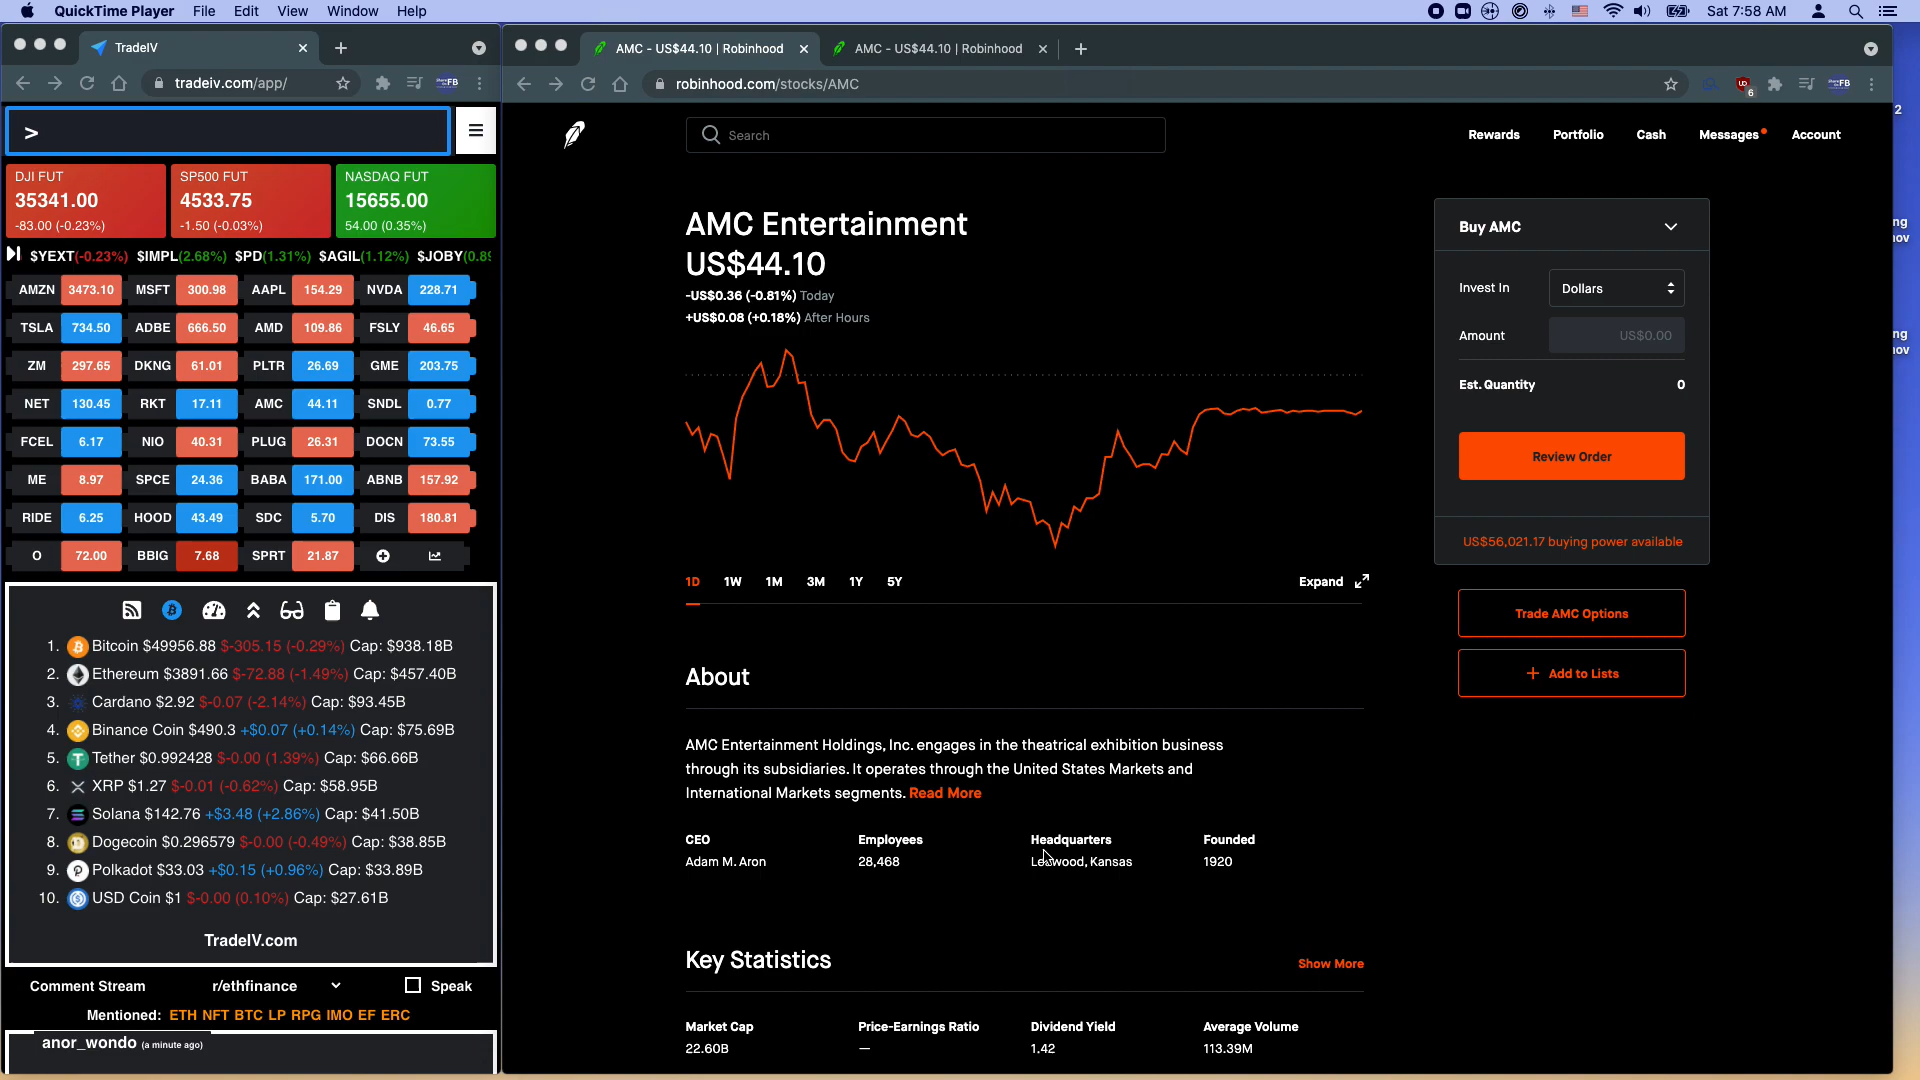 QuickTime Player File Edit View Window Help
Sat 7:58 AM
TradeIV
tradeiv.com/app/
>
DJI FUT
35341.00
-83.00 (-0.23%)
SP500 FUT
4533.75
-1.50 (-0.03%)
NASDAQ FUT
15655.00
54.00 (0.35%)
$YEXT(-0.23%) $IMPL(2.68%) $PD(1.31%) $AGIL(1.12%) $JOBY(0.89
AMZN 3473.10 MSFT 300.98 AAPL 154.29 NVDA 228.71
TSLA 734.50 ADBE 666.50 AMD 109.86 FSLY 46.65
ZM 297.65 DKNG 61.01 PLTR 26.69 GME 203.75
NET 130.45 RKT 17.11 AMC 44.11 SNDL 0.77
FCEL 6.17 NIO 40.31 PLUG 26.31 DOCN 73.55
ME 8.97 SPCE 24.36 BABA 171.00 ABNB 157.92
RIDE 6.25 HOOD 43.49 SDC 5.70 DIS 180.81
O 72.00 BBIG 7.68 SPRT 21.87
1. Bitcoin $49956.88 $-305.15 (-0.29%) Cap: $938.18B
2. Ethereum $3891.66 $-72.88 (-1.49%) Cap: $457.40B
3. Cardano $2.92 $-0.07 (-2.14%) Cap: $93.45B
4. Binance Coin $490.3 +$0.07 (+0.14%) Cap: $75.69B
5. Tether $0.992428 $-0.00 (1.39%) Cap: $66.66B
6. XRP $1.27 $-0.01 (-0.62%) Cap: $58.95B
7. Solana $142.76 +$3.48 (+2.86%) Cap: $41.50B
8. Dogecoin $0.296579 $-0.00 (-0.49%) Cap: $38.85B
9. Polkadot $33.03 +$0.15 (+0.96%) Cap: $33.89B
10. USD Coin $1 $-0.00 (0.10%) Cap: $27.61B
TradeIV.com
Comment Stream r/ethfinance Speak
Mentioned: ETH NFT BTC LP RPG IMO EF ERC
anor_wondo (a minute ago)
AMC - US$44.10 | Robinhood
AMC - US$44.10 | Robinhood
robinhood.com/stocks/AMC
6
Search
Rewards Portfolio Cash Messages Account
AMC Entertainment
US$44.10
-US$0.36 (-0.81%) Today
+US$0.08 (+0.18%) After Hours
1D 1W 1M 3M 1Y 5Y
Expand
About
AMC Entertainment Holdings, Inc. engages in the theatrical exhibition business
through its subsidiaries. It operates through the United States Markets and
International Markets segments. Read More
CEO Employees Headquarters Founded
Adam M. Aron 28,468 Kansas 1920
Key Statistics
Show More
Market Cap Price-Earnings Ratio Dividend Yield Average Volume
22.60B — 1.42 113.39M
Buy AMC
Invest In Dollars
Amount US$0.00
Est. Quantity 0
Review Order
US$56,021.17 buying power available
Trade AMC Options
+ Add to Lists
2
ng
nov
ng
nov